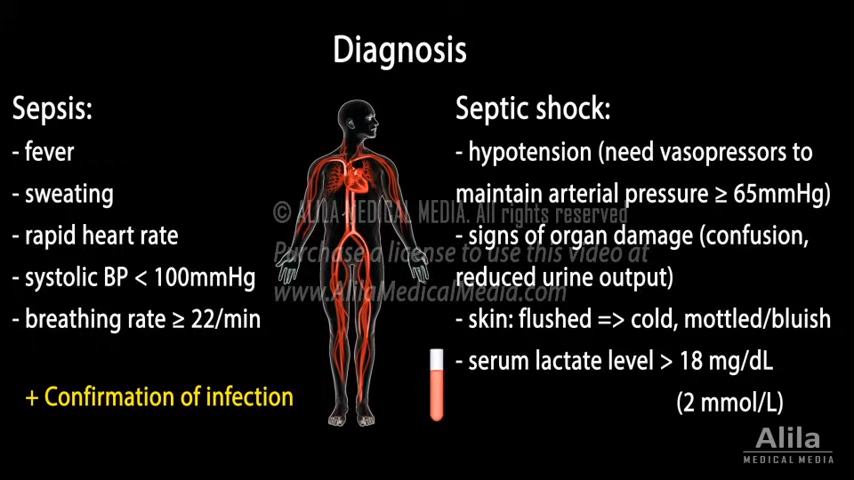 Diagnosis
Sepsis:
- fever
- sweating
- rapid heart rate
- systolic BP < 100mmHg
- breathing rate ≥ 22/min
+ Confirmation of infection
Septic shock:
- hypotension (need vasopressors to
maintain arterial pressure ≥ 65mmHg)
- signs of organ damage (confusion,
reduced urine output)
- skin: flushed => cold, mottled/bluish
- serum lactate level > 18 mg/dL
(2 mmol/L)
© ALILA MEDICAL MEDIA. All rights reserved
Purchase a license to use this video at
www.AlilaMedicalMedia.com
Alila
MEDICAL MEDIA